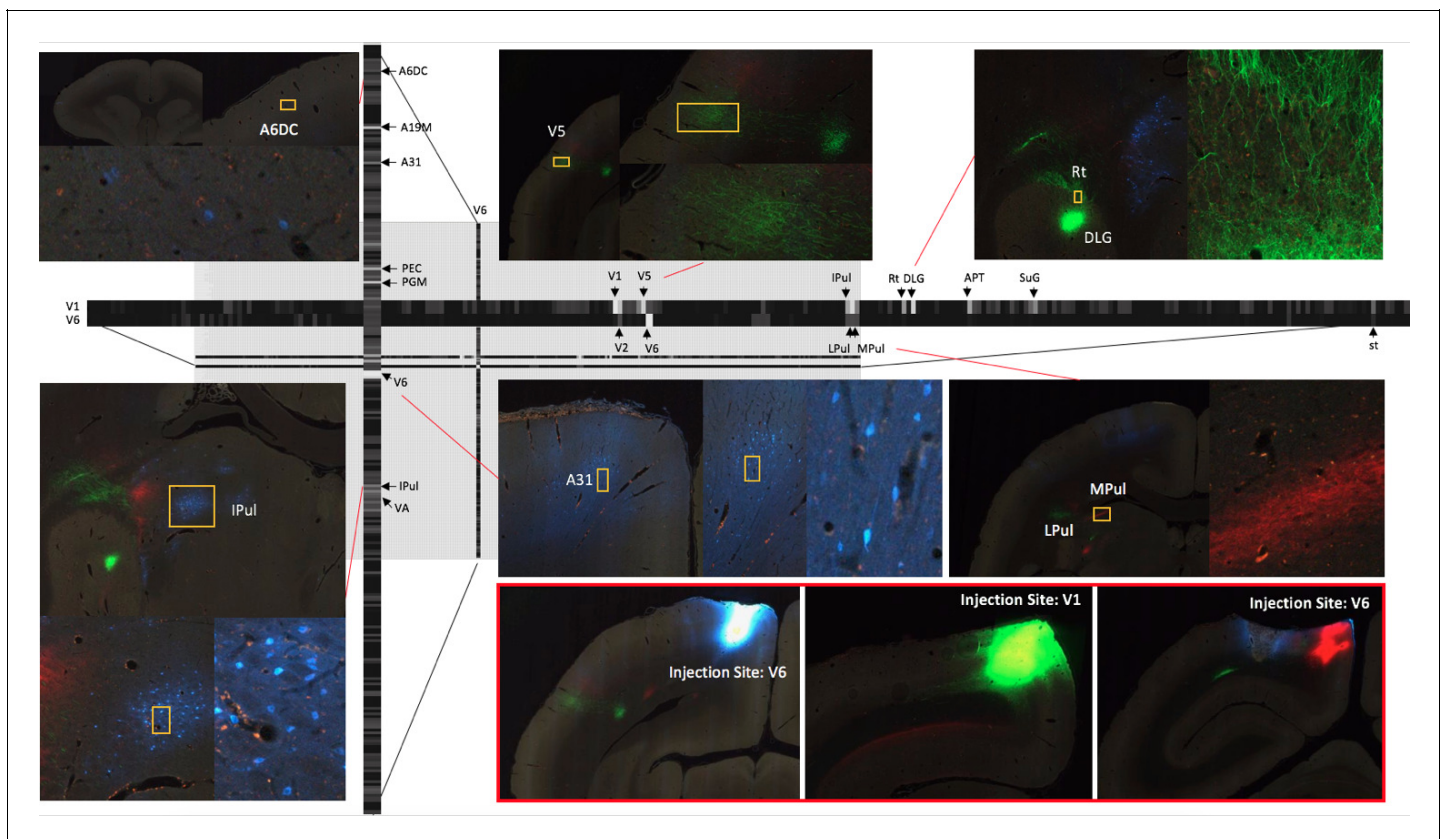 A6DC
A6DC
A19M
A31
V6
PEC
PGM
V5
Rt
DLG
V1 V5 IPul Rt DLG APT SuG
V1
V6
V2 V6 LPul MPul st
V6
IPul
VA
IPul
A31
MPul
LPul
Injection Site: V6
Injection Site: V1
Injection Site: V6